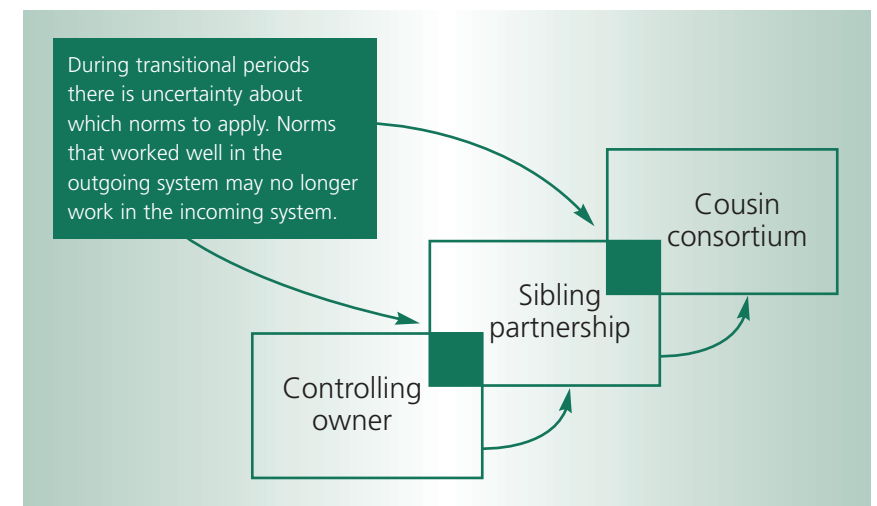 During transitional periods
there is uncertainty about
which norms to apply. Norms
that worked well in the
outgoing system may no longer
work in the incoming system.
Cousin
consortium
Sibling
partnership
Controlling
owner